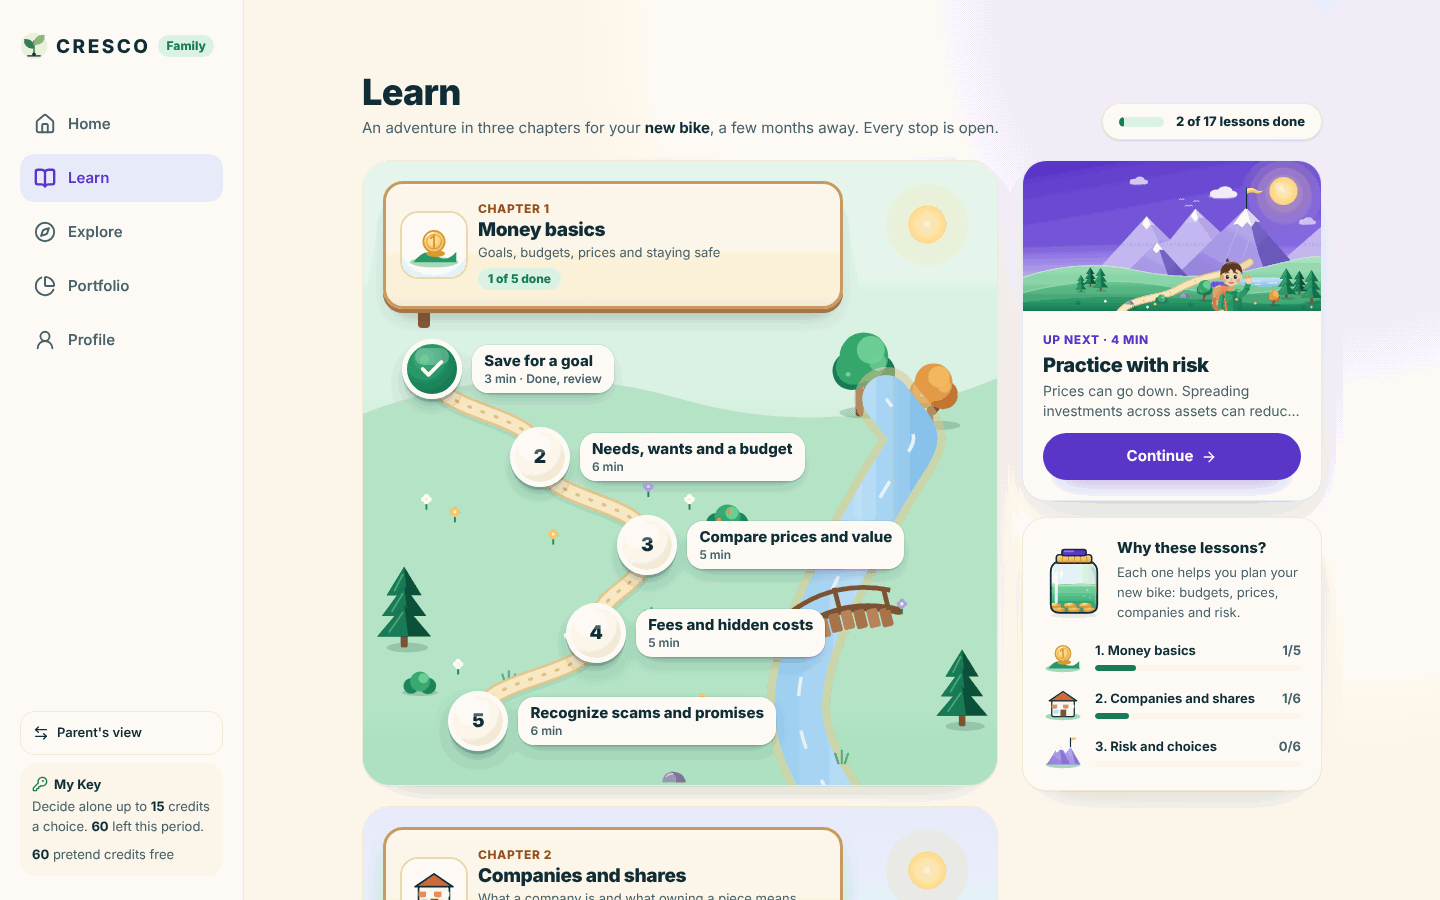 CRESCO Family
Home
Learn
Explore
Portfolio
Profile
Parent's view
My Key
Decide alone up to 15 credits
a choice. 60 left this period.
60 pretend credits free
Learn
An adventure in three chapters for your new bike, a few months away. Every stop is open.
2 of 17 lessons done
CHAPTER 1
Money basics
Goals, budgets, prices and staying safe
1 of 5 done
Save for a goal
3 min · Done, review
2
Needs, wants and a budget
6 min
3
Compare prices and value
5 min
4
Fees and hidden costs
5 min
5
Recognize scams and promises
6 min
CHAPTER 2
Companies and shares
What a company is and what owning a piece means
UP NEXT · 4 MIN
Practice with risk
Prices can go down. Spreading
investments across assets can reduc...
Continue →
Why these lessons?
Each one helps you plan your
new bike: budgets, prices,
companies and risk.
1. Money basics 1/5
2. Companies and shares 1/6
3. Risk and choices 0/6